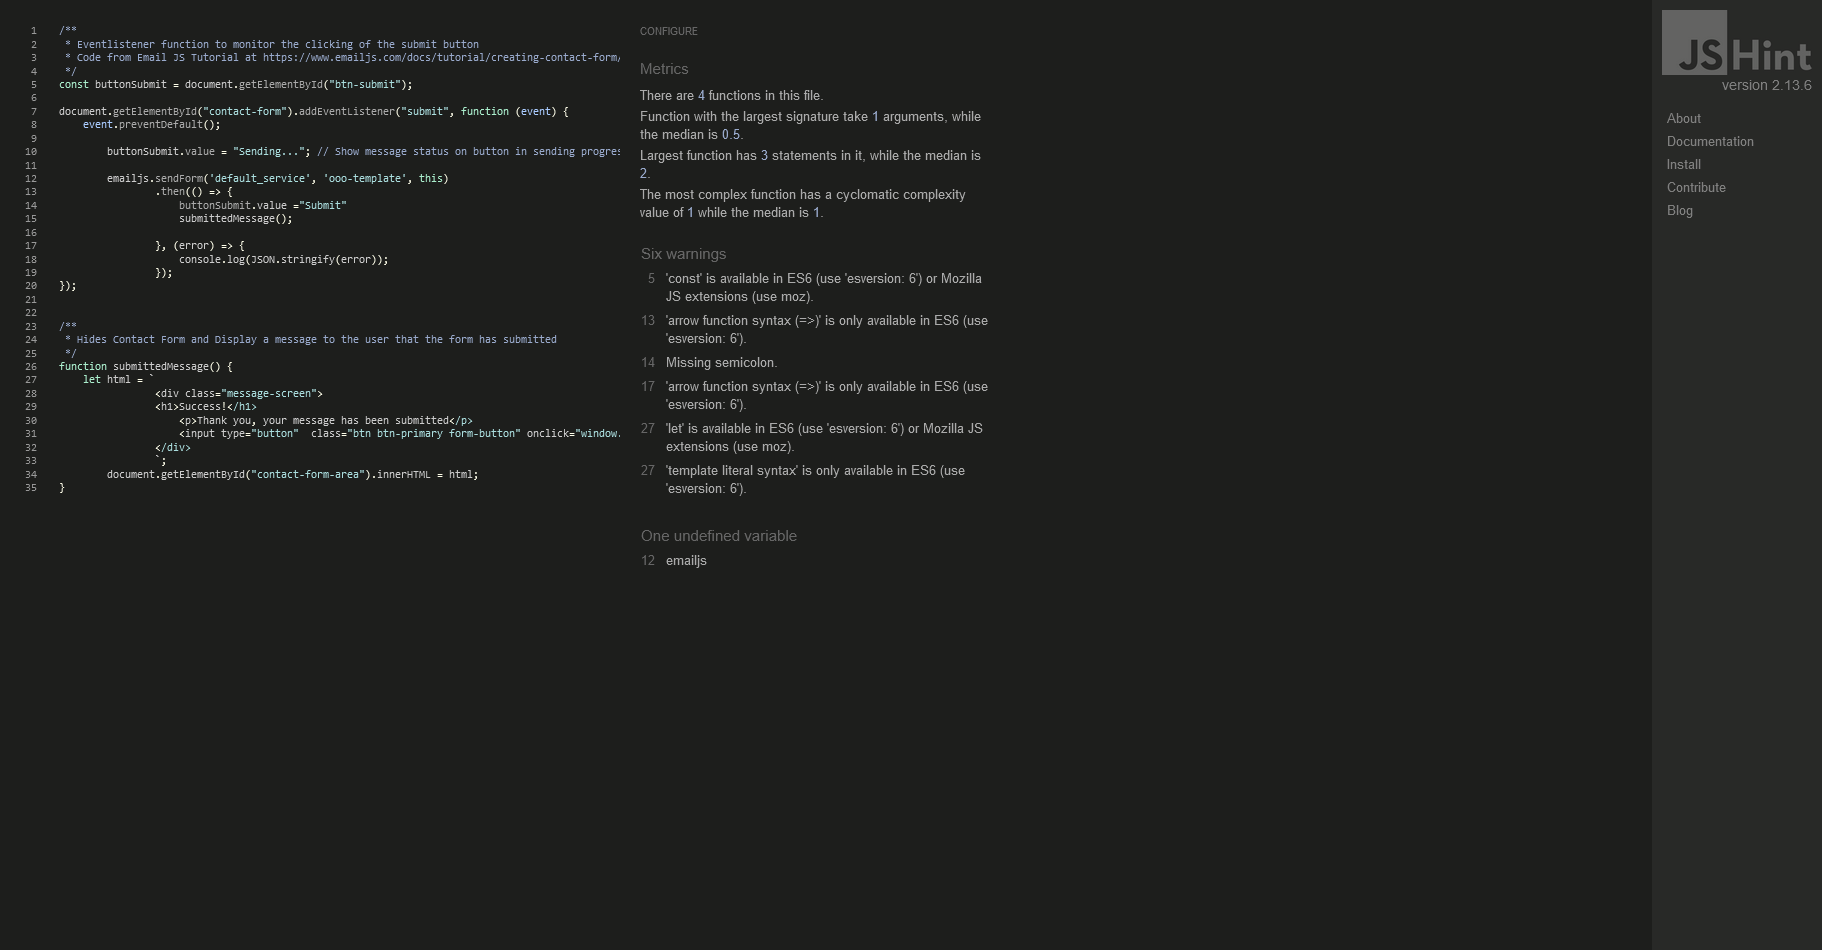 1 /**
2 * Eventlistener function to monitor the clicking of the submit button
3 * Code from Email JS Tutorial at https://www.emailjs.com/docs/tutorial/creating-contact-form/
4 */
5 const buttonSubmit = document.getElementById("btn-submit");
6
7 document.getElementById("contact-form").addEventListener("submit", function (event) {
8 event.preventDefault();
9
10 buttonSubmit.value = "Sending..."; // Show message status on button in sending progres
11
12 emailjs.sendForm('default_service', 'ooo-template', this)
13 .then(() => {
14 buttonSubmit.value ="Submit"
15 submittedMessage();
16
17 }, (error) => {
18 console.log(JSON.stringify(error));
19 });
20 });
21
22
23 /**
24 * Hides Contact Form and Display a message to the user that the form has submitted
25 */
26 function submittedMessage() {
27 let html = `
28 <div class="message-screen">
29 <h1>Success!</h1>
30 <p>Thank you, your message has been submitted</p>
31 <input type="button"  class="btn btn-primary form-button" onclick="window.
32 </div>
33 `;
34 document.getElementById("contact-form-area").innerHTML = html;
35 }
CONFIGURE
Metrics
There are 4 functions in this file.
Function with the largest signature take 1 arguments, while
the median is 0.5.
Largest function has 3 statements in it, while the median is
2.
The most complex function has a cyclomatic complexity
value of 1 while the median is 1.
Six warnings
5 'const' is available in ES6 (use 'esversion: 6') or Mozilla
JS extensions (use moz).
13 'arrow function syntax (=>)' is only available in ES6 (use
'esversion: 6').
14 Missing semicolon.
17 'arrow function syntax (=>)' is only available in ES6 (use
'esversion: 6').
27 'let' is available in ES6 (use 'esversion: 6') or Mozilla JS
extensions (use moz).
27 'template literal syntax' is only available in ES6 (use
'esversion: 6').
One undefined variable
12 emailjs
JSHint
version 2.13.6
About
Documentation
Install
Contribute
Blog